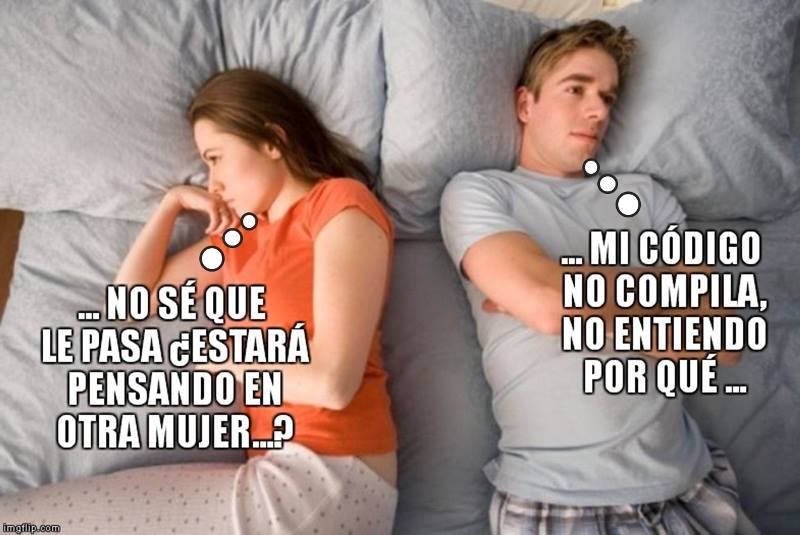 ... NO SÉ QUE
LE PASA ¿ESTARÁ
PENSANDO EN
OTRA MUJER...?
... MI CÓDIGO
NO COMPILA,
NO ENTIENDO
POR QUÉ ...
imgflip.com